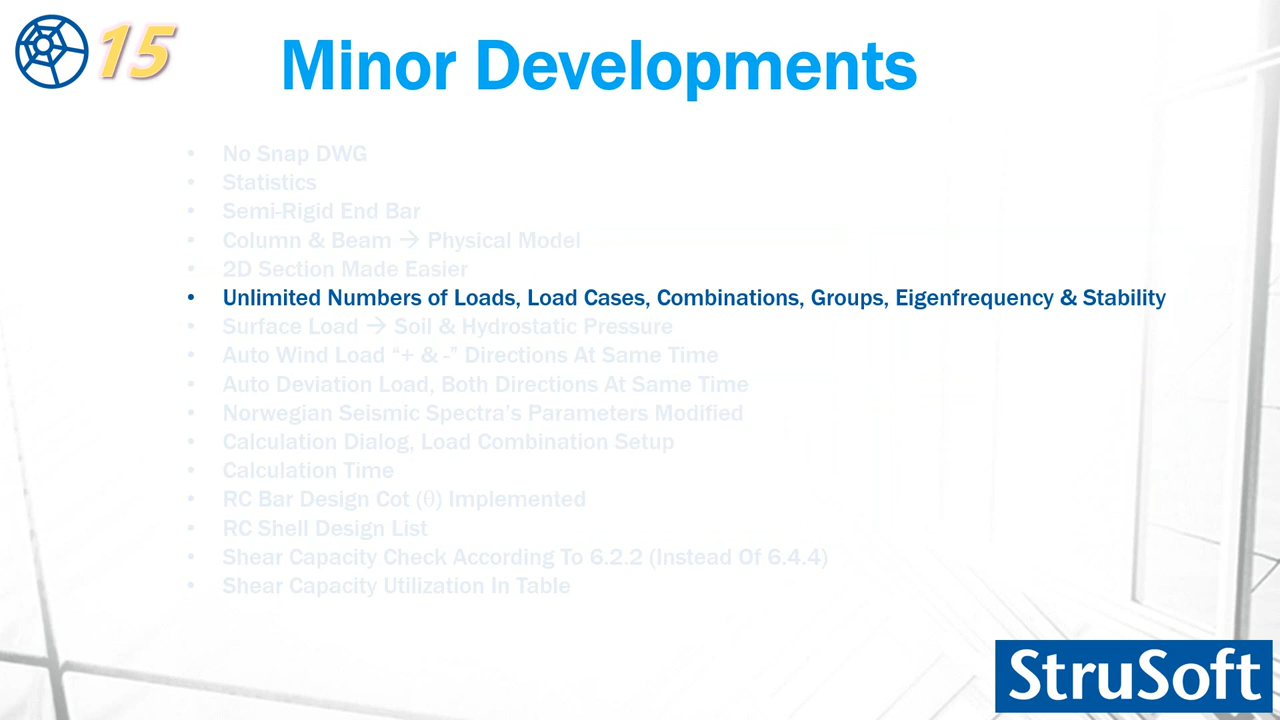 15
Minor Developments
• No Snap DWG
• Statistics
• Semi-Rigid End Bar
• Column & Beam → Physical Model
• 2D Section Made Easier
• Unlimited Numbers of Loads, Load Cases, Combinations, Groups, Eigenfrequency & Stability
• Surface Load → Soil & Hydrostatic Pressure
• Auto Wind Load “+ & -” Directions At Same Time
• Auto Deviation Load, Both Directions At Same Time
• Norwegian Seismic Spectra’s Parameters Modified
• Calculation Dialog, Load Combination Setup
• Calculation Time
• RC Bar Design Cot (θ) Implemented
• RC Shell Design List
• Shear Capacity Check According To 6.2.2 (Instead Of 6.4.4)
• Shear Capacity Utilization In Table
StruSoft